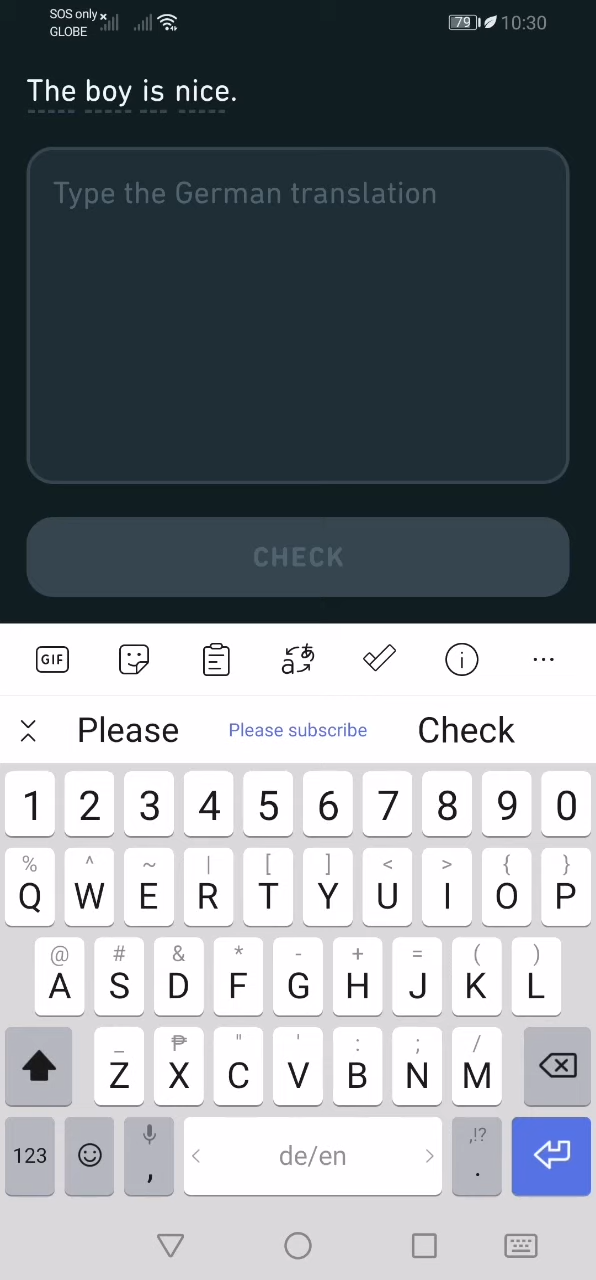 SOS only
GLOBE
79 10:30
The boy is nice.
Type the German translation
CHECK
GIF
Please Please subscribe Check
1 2 3 4 5 6 7 8 9 0
% ^ ~ | [ ] < > { }
Q W E R T Y U I O P
@ # & * - + = ( )
A S D F G H J K L
_ ₱ " ' : ; /
Z X C V B N M
123 , de/en ,!? .